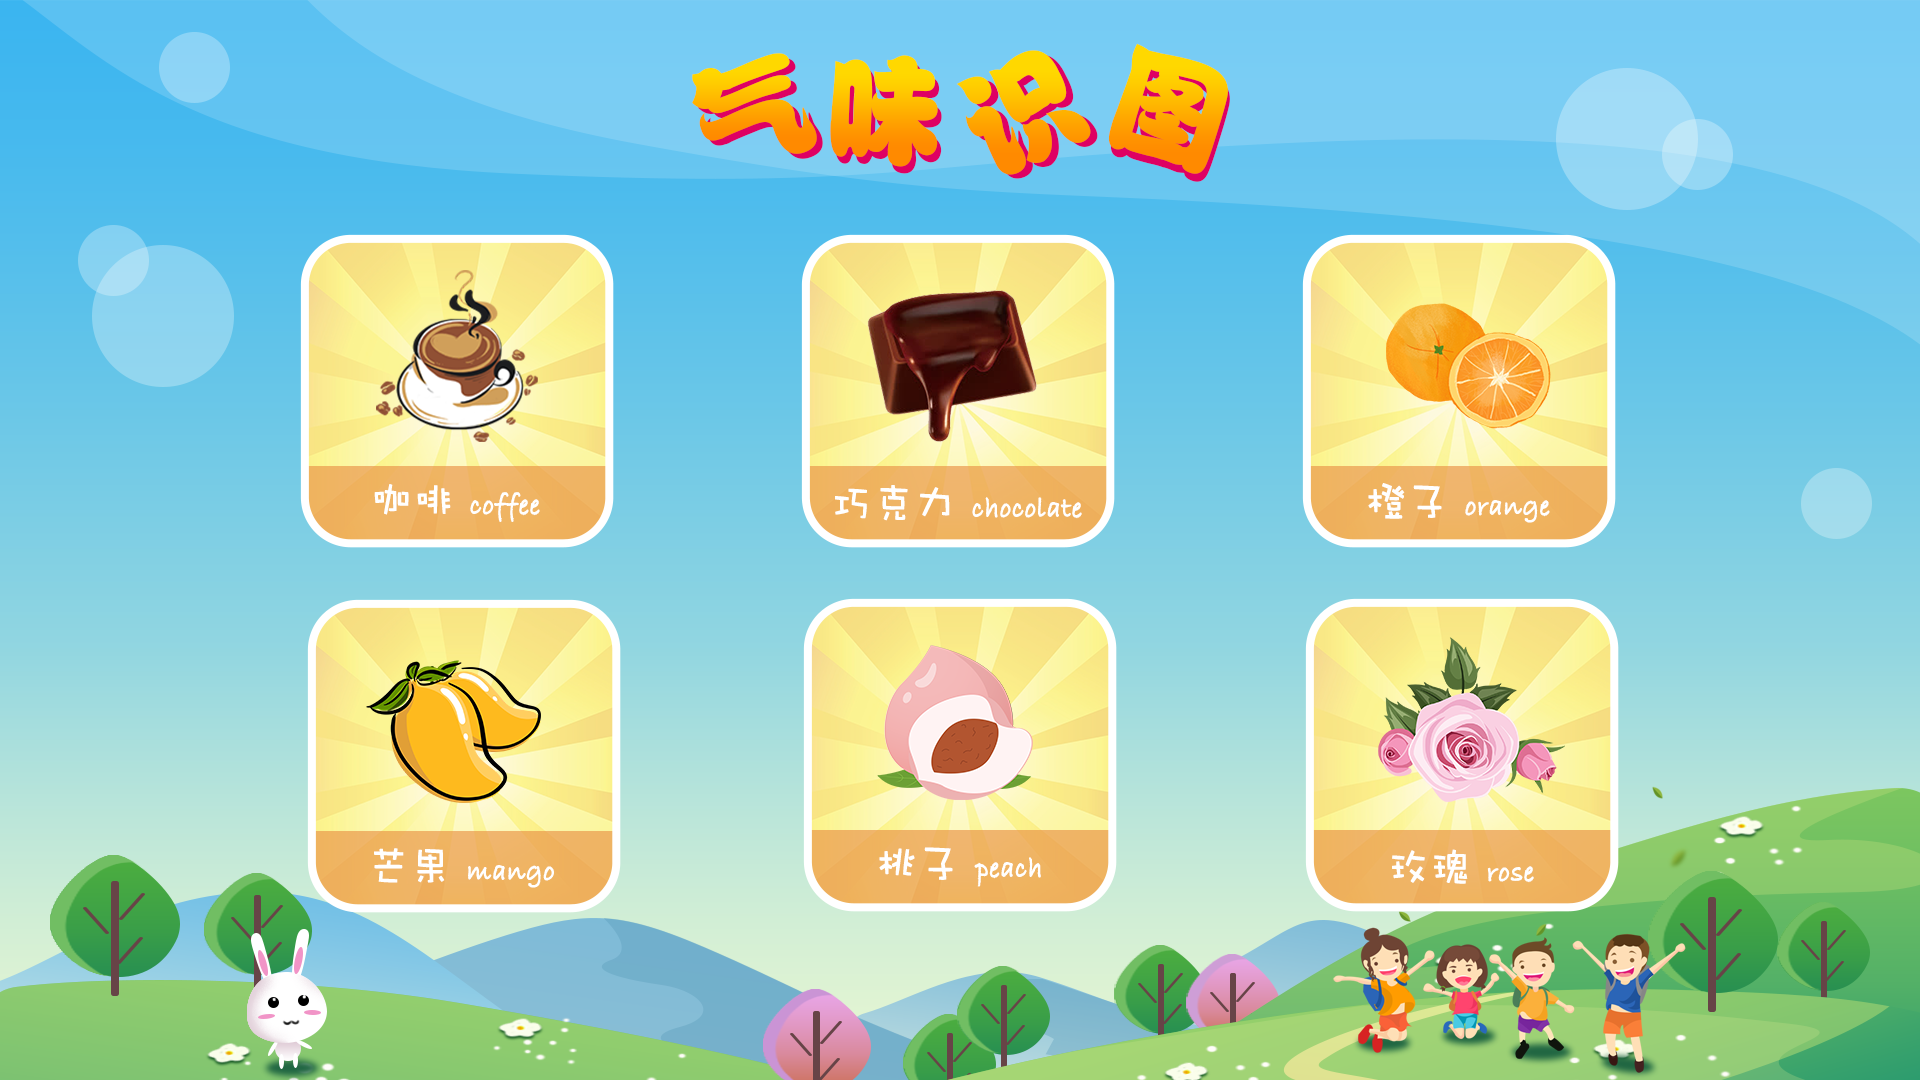 气味识图
咖啡 coffee
巧克力 chocolate
橙子 orange
芒果 mango
桃子 peach
玫瑰 rose